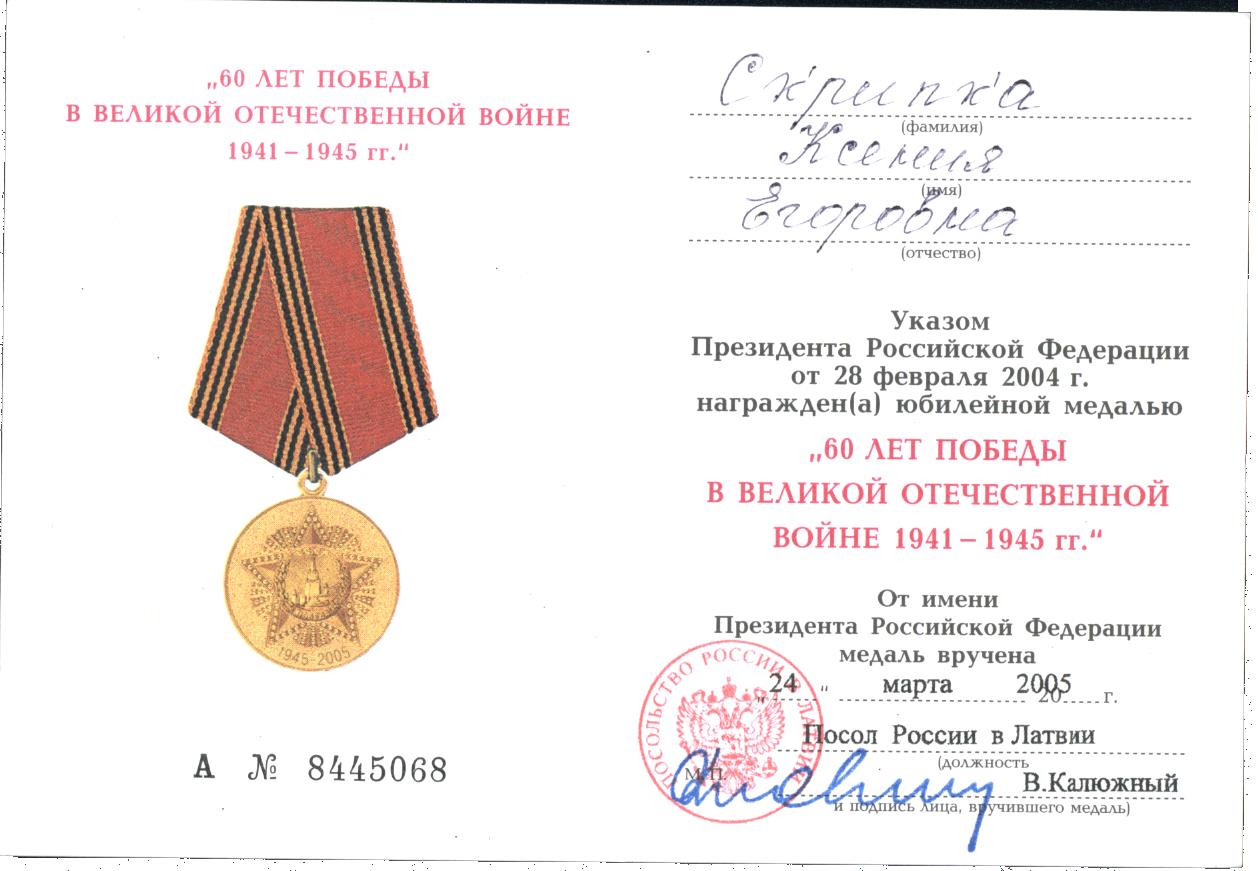 „60 ЛЕТ ПОБЕДЫ
В ВЕЛИКОЙ ОТЕЧЕСТВЕННОЙ ВОЙНЕ
1941 – 1945 гг.“
1945-2005
А № 8445068
Скрипка
(фамилия)
Ксения
(имя)
Егоровна
(отчество)
Указом
Президента Российской Федерации
от 28 февраля 2004 г.
награжден(а) юбилейной медалью
„60 ЛЕТ ПОБЕДЫ
В ВЕЛИКОЙ ОТЕЧЕСТВЕННОЙ
ВОЙНЕ 1941 – 1945 гг.“
От имени
Президента Российской Федерации
медаль вручена
„24“ марта 2005 20 г.
ПОСОЛЬСТВО РОССИИ В ЛАТВИИ
Посол России в Латвии
(должность
М.П.
В.Калюжный
и подпись лица, вручившего медаль)